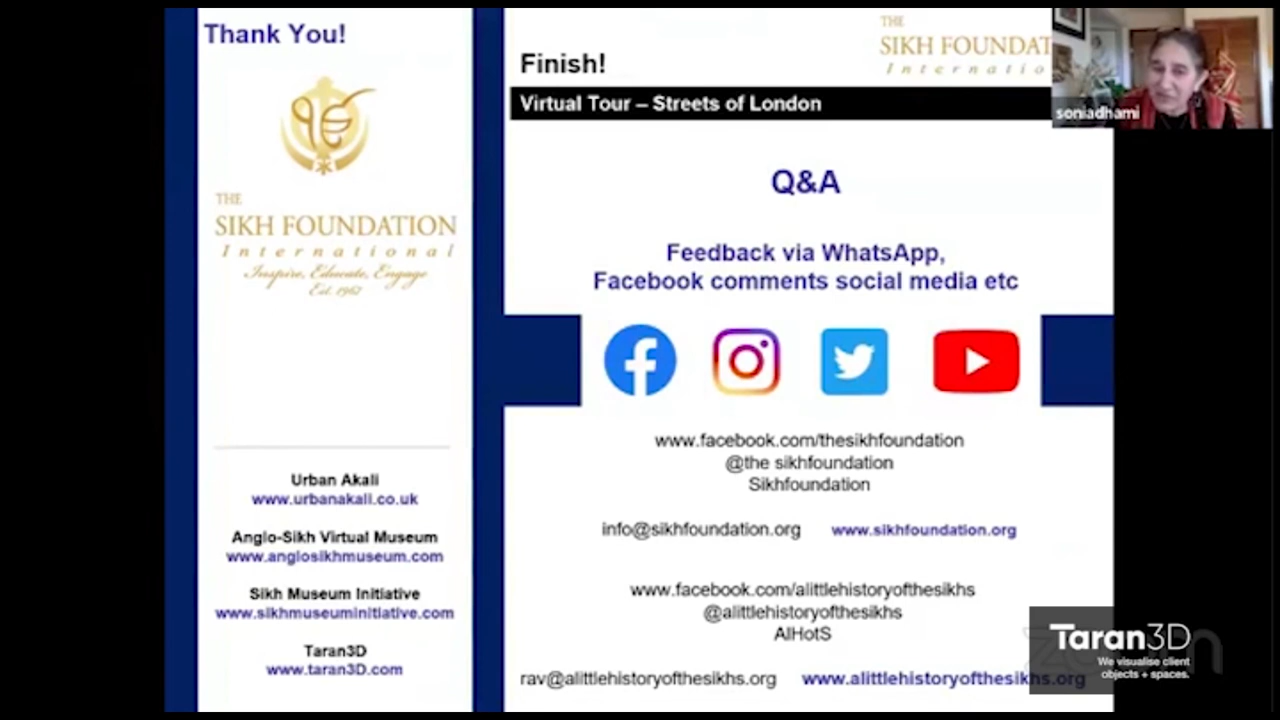 Thank You!
THE
SIKH FOUNDATION
International
Inspire, Educate, Engage
Est. 1967
Urban Akali
www.urbanakali.co.uk
Anglo-Sikh Virtual Museum
www.anglosikhmuseum.com
Sikh Museum Initiative
www.sikhmuseuminitiative.com
Taran3D
www.taran3D.com
THE
SIKH FOUNDAT
Internatio
Finish!
Virtual Tour – Streets of London
soniadhami
Q&A
Feedback via WhatsApp,
Facebook comments social media etc
www.facebook.com/thesikhfoundation
@the sikhfoundation
Sikhfoundation
info@sikhfoundation.org www.sikhfoundation.org
www.facebook.com/alittlehistoryofthesikhs
@alittlehistoryofthesikhs
AlHotS
rav@alittlehistoryofthesikhs.org www.alittlehistoryofthesikhs.org
Taran3D
We visualise client
objects + spaces.